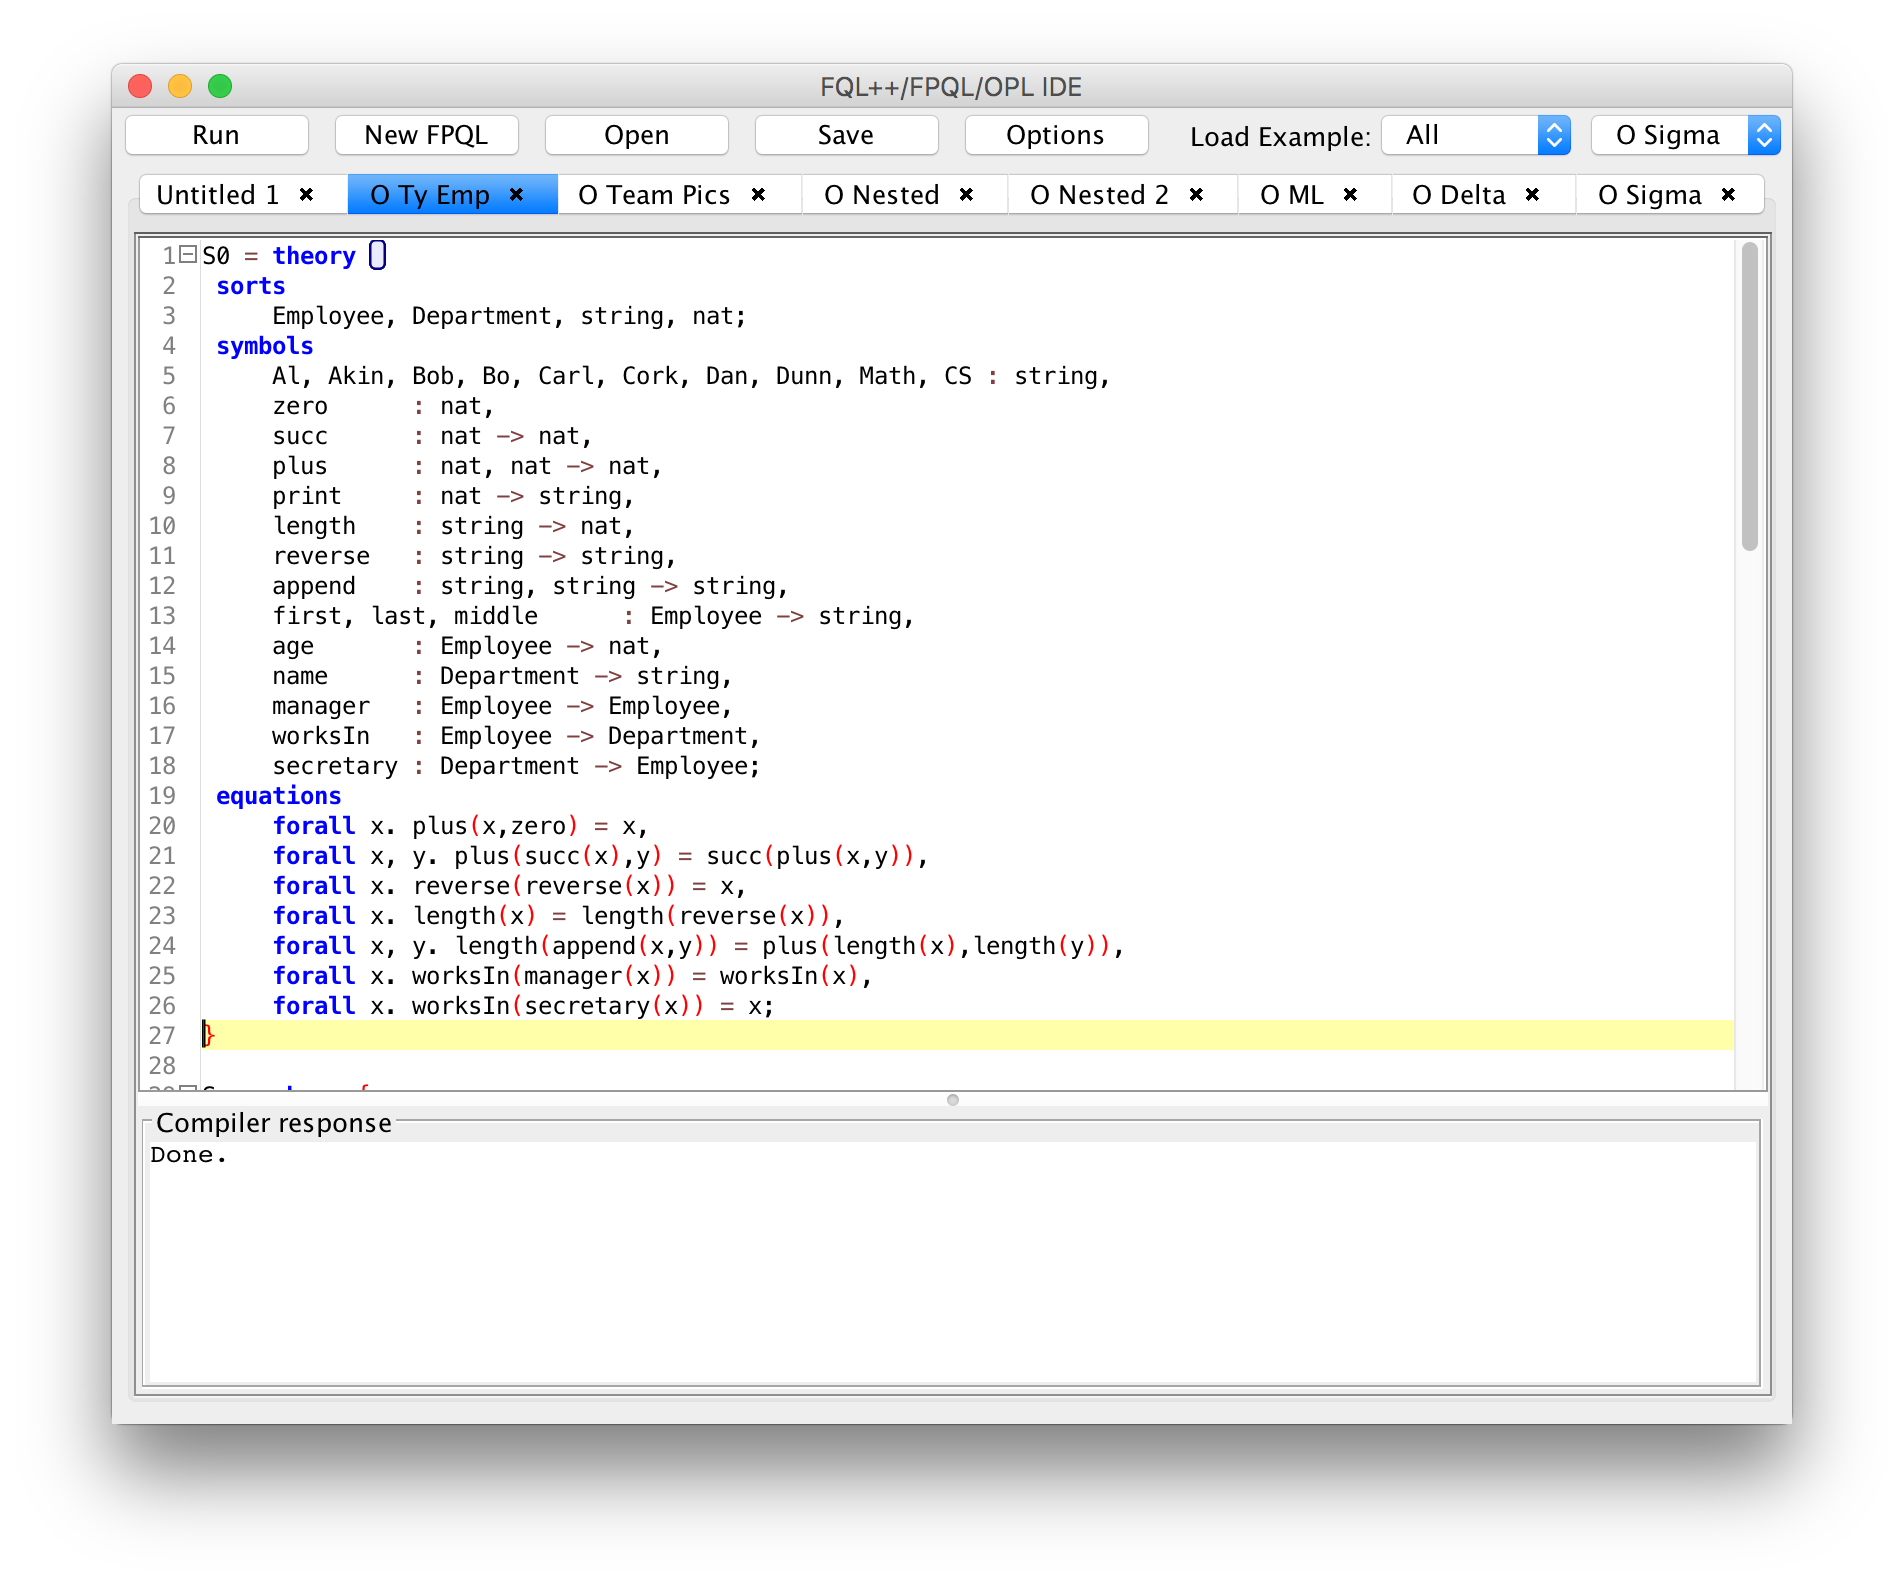 FQL++/FPQL/OPL IDE
Run New FPQL Open Save Options Load Example: All O Sigma
Untitled 1 ✖ O Ty Emp ✖ O Team Pics ✖ O Nested ✖ O Nested 2 ✖ O ML ✖ O Delta ✖ O Sigma ✖
1 S0 = theory {
2 sorts
3 Employee, Department, string, nat;
4 symbols
5 Al, Akin, Bob, Bo, Carl, Cork, Dan, Dunn, Math, CS : string,
6 zero : nat,
7 succ : nat -> nat,
8 plus : nat, nat -> nat,
9 print : nat -> string,
10 length : string -> nat,
11 reverse : string -> string,
12 append : string, string -> string,
13 first, last, middle : Employee -> string,
14 age : Employee -> nat,
15 name : Department -> string,
16 manager : Employee -> Employee,
17 worksIn : Employee -> Department,
18 secretary : Department -> Employee;
19 equations
20 forall x. plus(x,zero) = x,
21 forall x, y. plus(succ(x),y) = succ(plus(x,y)),
22 forall x. reverse(reverse(x)) = x,
23 forall x. length(x) = length(reverse(x)),
24 forall x, y. length(append(x,y)) = plus(length(x),length(y)),
25 forall x. worksIn(manager(x)) = worksIn(x),
26 forall x. worksIn(secretary(x)) = x;
27 }
28
Compiler response
Done.